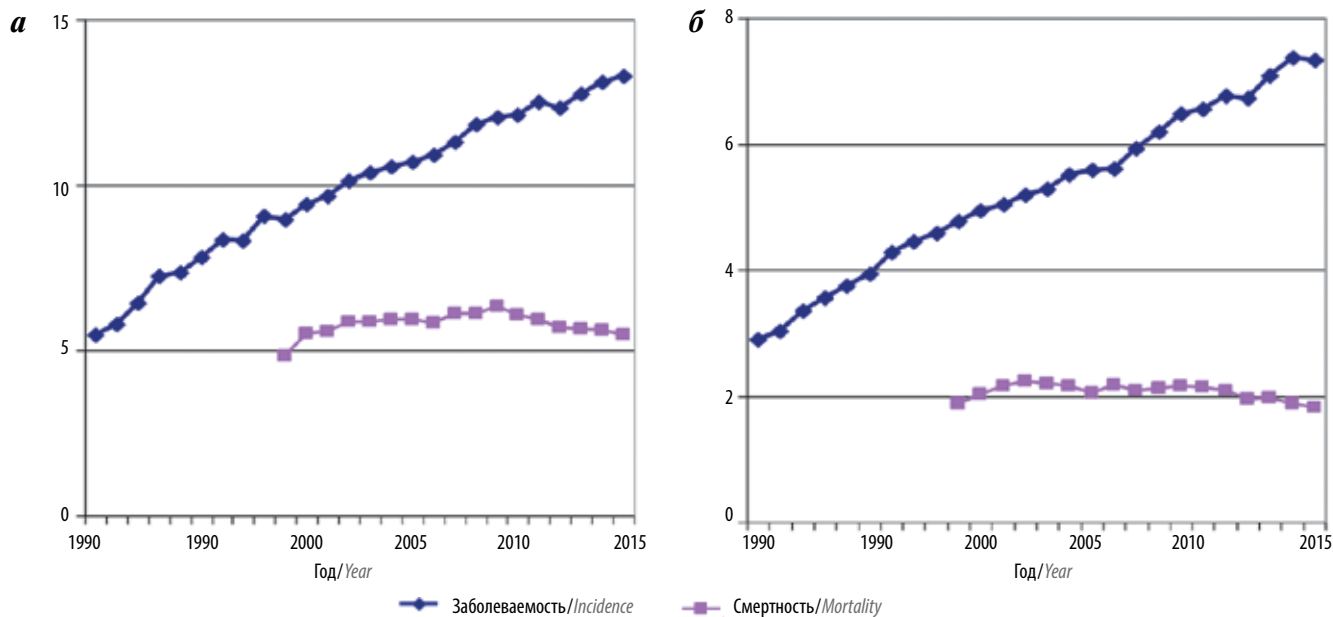 а
15
10
5
0
1990 1990 2000 2005 2010 2015
Год/Year
б
8
6
4
2
0
1990 1990 2000 2005 2010 2015
Год/Year
Заболеваемость/Incidence Смертность/Mortality